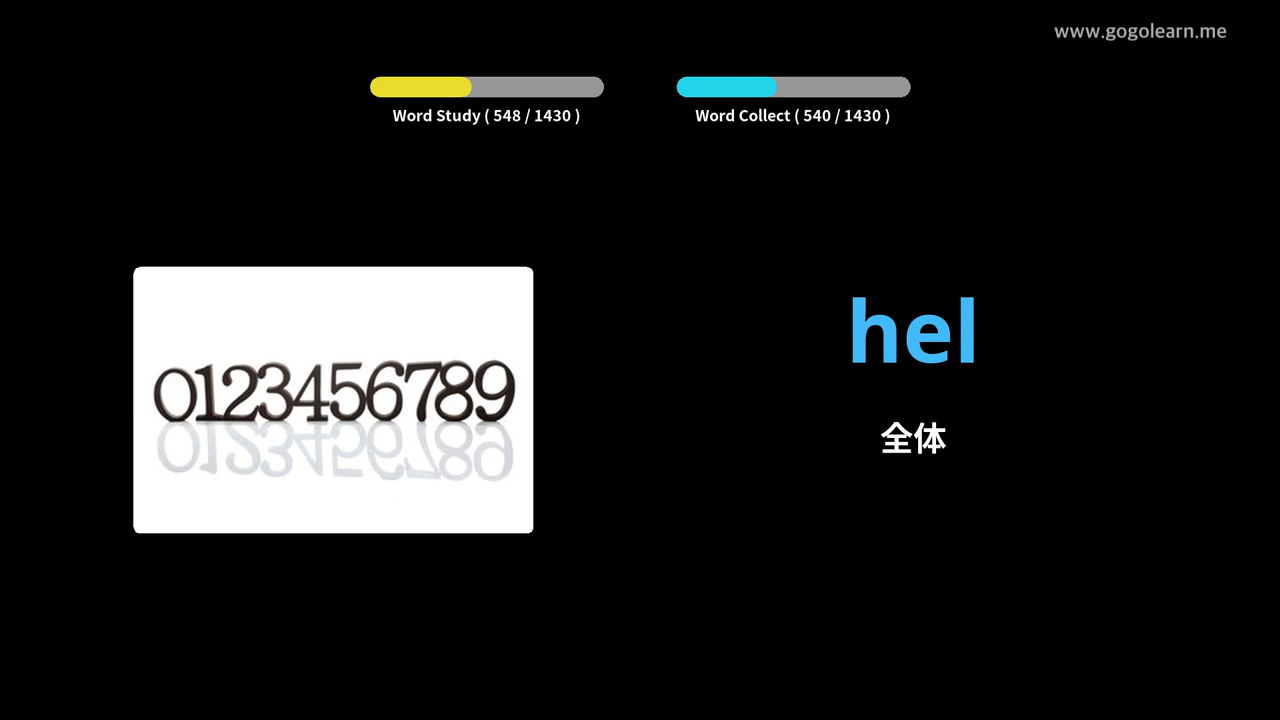 www.gogolearn.me
Word Study ( 548 / 1430 )
Word Collect ( 540 / 1430 )
0123456789
hel
全体